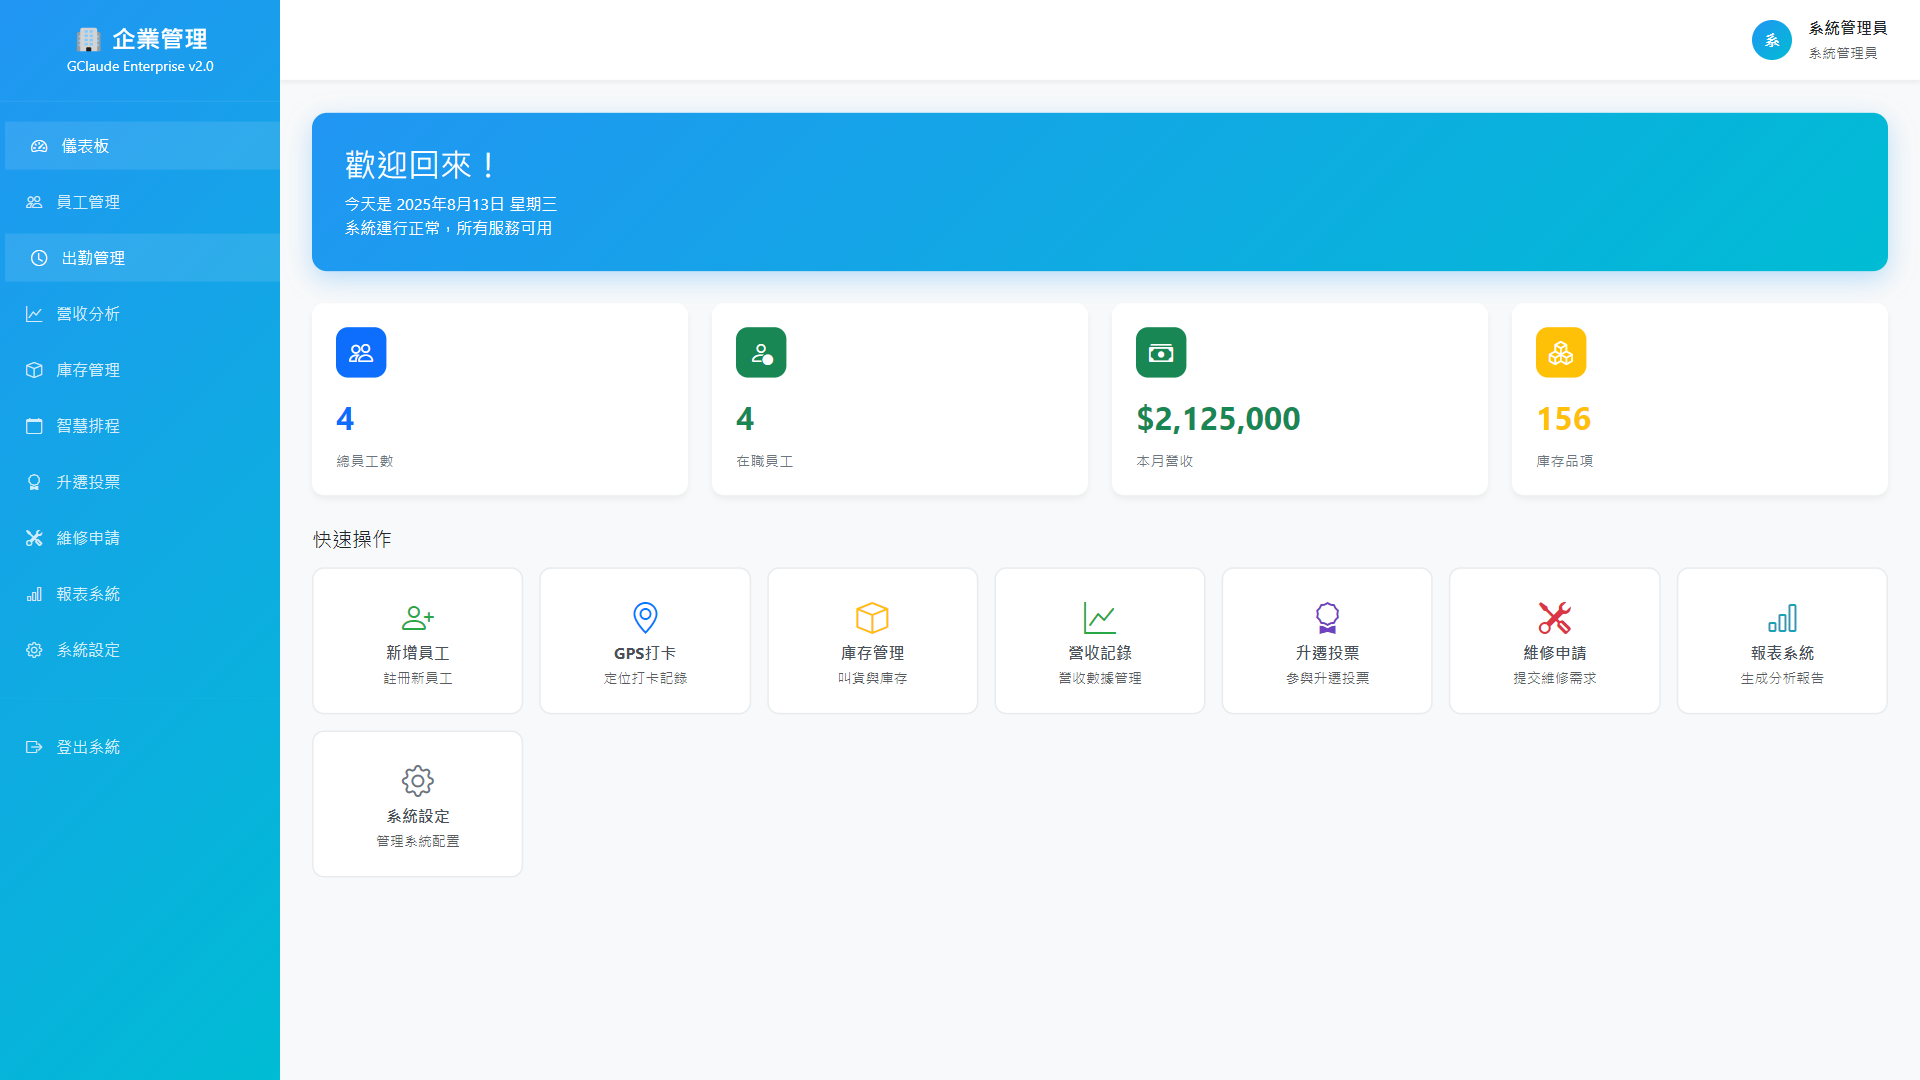 企業管理
GClaude Enterprise v2.0
儀表板
員工管理
出勤管理
營收分析
庫存管理
智慧排程
升遷投票
維修申請
報表系統
系統設定
登出系統
系
系統管理員
系統管理員
歡迎回來！
今天是 2025年8月13日 星期三
系統運行正常，所有服務可用
4
總員工數
4
在職員工
$2,125,000
本月營收
156
庫存品項
快速操作
新增員工
註冊新員工
GPS打卡
定位打卡記錄
庫存管理
叫貨與庫存
營收記錄
營收數據管理
升遷投票
參與升遷投票
維修申請
提交維修需求
報表系統
生成分析報告
系統設定
管理系統配置